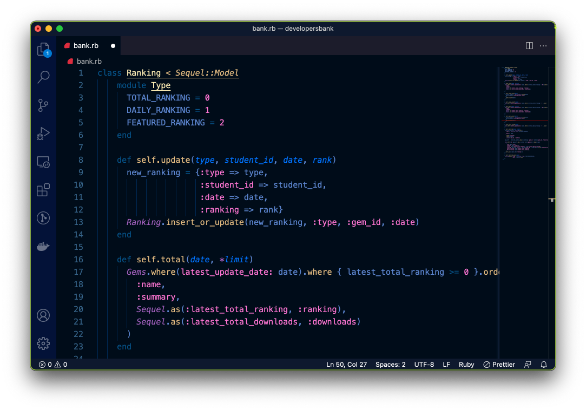 bank.rb — developersbank
bank.rb
bank.rb
1 class Ranking < Sequel::Model
2 module Type
3 TOTAL_RANKING = 0
4 DAILY_RANKING = 1
5 FEATURED_RANKING = 2
6 end
7
8 def self.update(type, student_id, date, rank)
9 new_ranking = {:type => type,
10 :student_id => student_id,
11 :date => date,
12 :ranking => rank}
13 Ranking.insert_or_update(new_ranking, :type, :gem_id, :date)
14 end
15
16 def self.total(date, *limit)
17 Gems.where(latest_update_date: date).where { latest_total_ranking >= 0 }.orde
18 :name,
19 :summary,
20 Sequel.as(:latest_total_ranking, :ranking),
21 Sequel.as(:latest_total_downloads, :downloads)
22 )
23 end
24
1
0 0 Ln 50, Col 27 Spaces: 2 UTF-8 LF Ruby Prettier